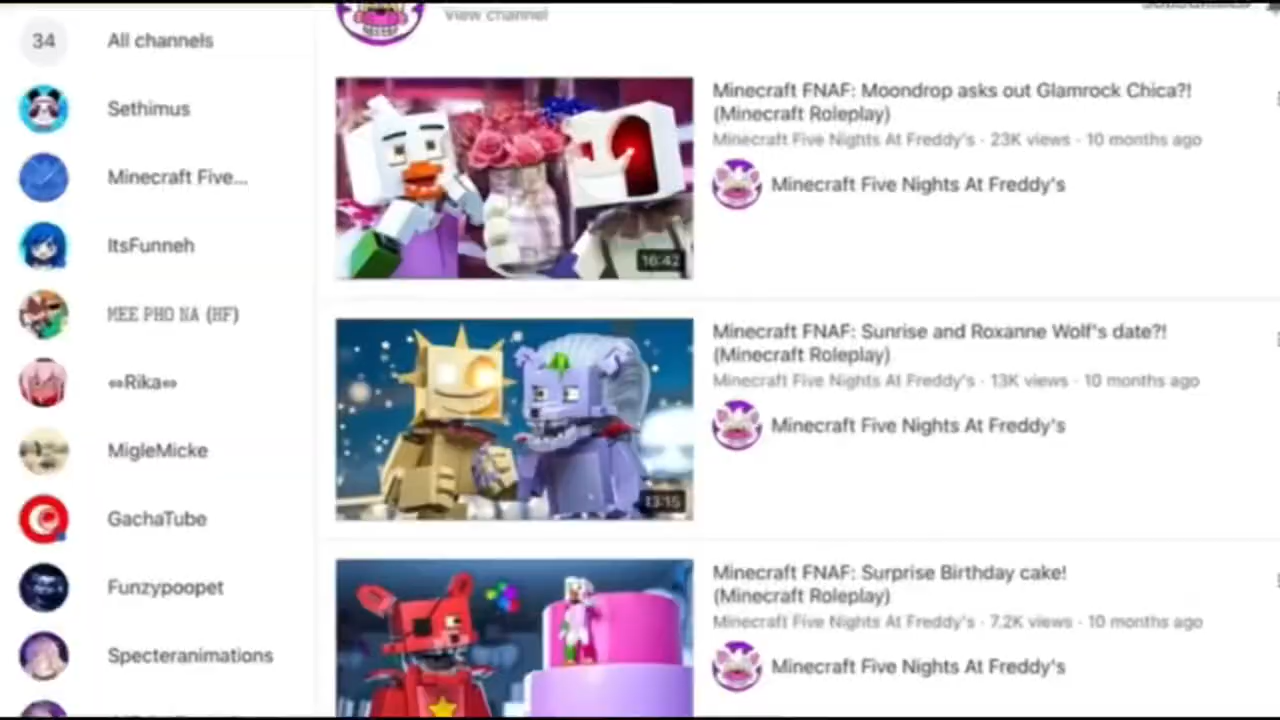 View channel
34
All channels
Sethimus
Minecraft Five...
ItsFunneh
MEE PHO NA (HF)
⇔Rika⇔
MigleMicke
GachaTube
Funzypoopet
Specteranimations
Minecraft FNAF: Moondrop asks out Glamrock Chica?!
(Minecraft Roleplay)
Minecraft Five Nights At Freddy's · 23K views · 10 months ago
Minecraft Five Nights At Freddy's
16:42
Minecraft FNAF: Sunrise and Roxanne Wolf's date?!
(Minecraft Roleplay)
Minecraft Five Nights At Freddy's · 13K views · 10 months ago
Minecraft Five Nights At Freddy's
13:15
Minecraft FNAF: Surprise Birthday cake!
(Minecraft Roleplay)
Minecraft Five Nights At Freddy's · 7.2K views · 10 months ago
Minecraft Five Nights At Freddy's